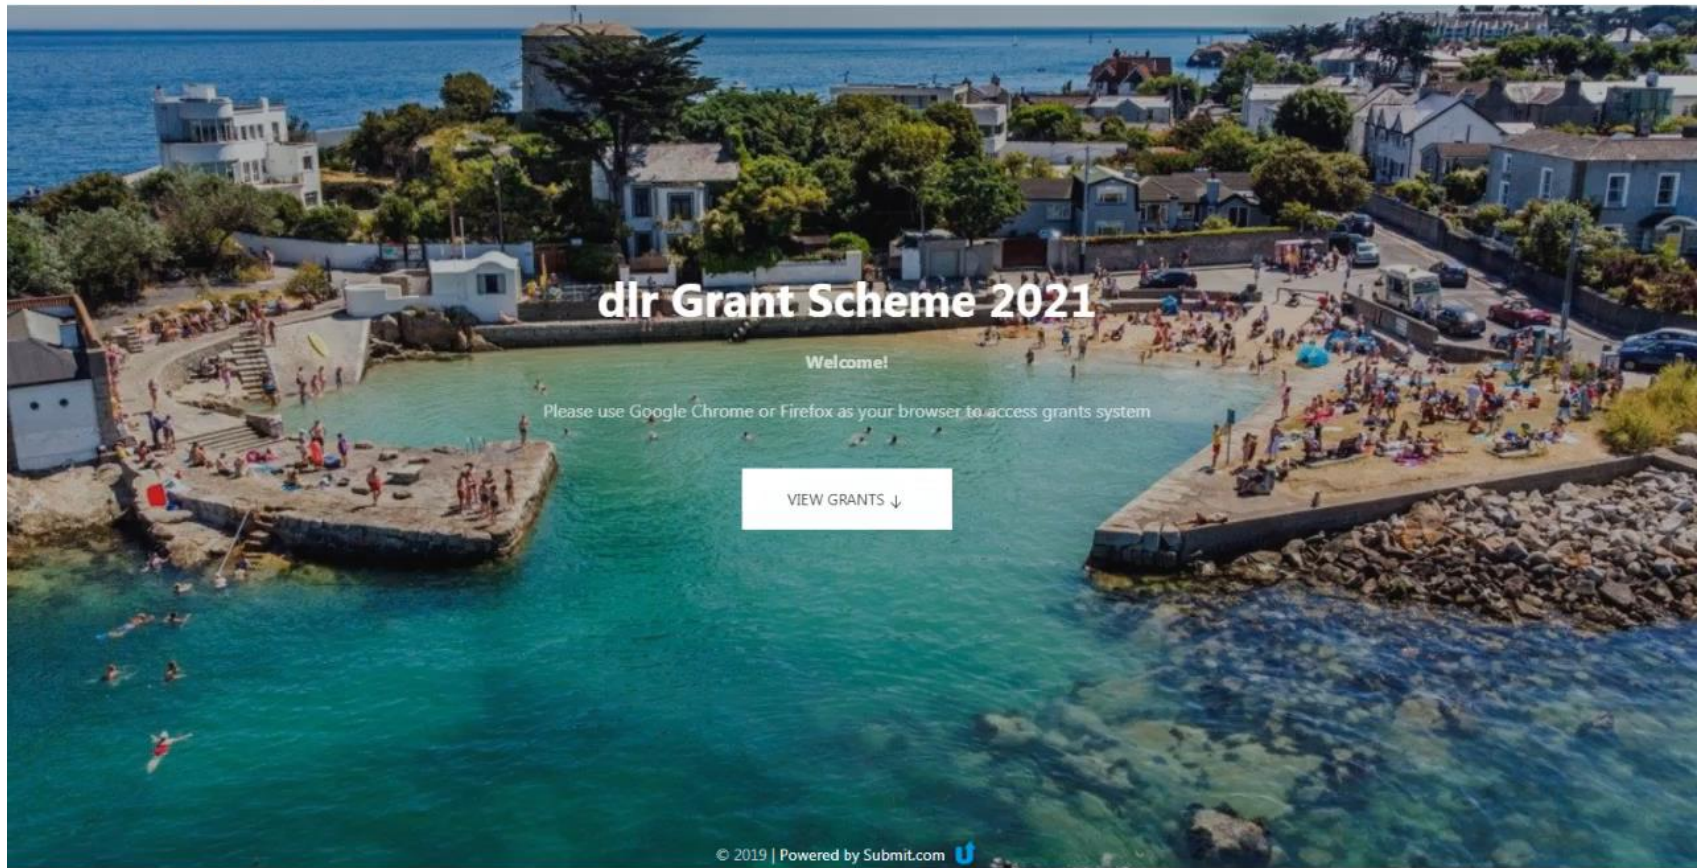 dlr Grant Scheme 2021
Welcome!
Please use Google Chrome or Firefox as your browser to access grants system
VIEW GRANTS ↓
© 2019 | Powered by Submit.com